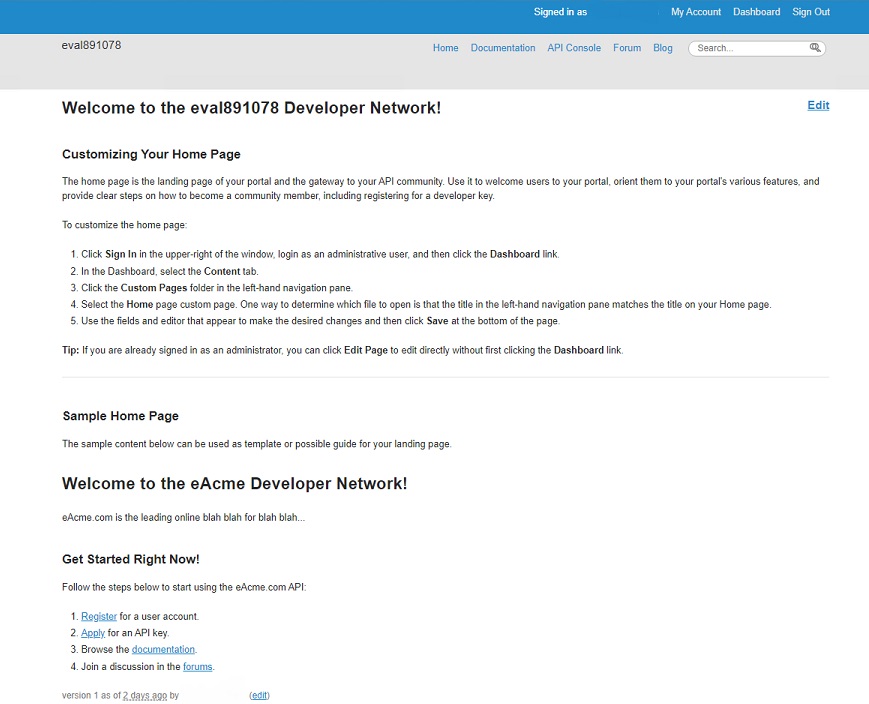 Signed in as My Account Dashboard Sign Out
eval891078
Home Documentation API Console Forum Blog Search...
Welcome to the eval891078 Developer Network!
Edit
Customizing Your Home Page
The home page is the landing page of your portal and the gateway to your API community. Use it to welcome users to your portal, orient them to your portal's various features, and
provide clear steps on how to become a community member, including registering for a developer key.
To customize the home page:
1. Click Sign In in the upper-right of the window, login as an administrative user, and then click the Dashboard link.
2. In the Dashboard, select the Content tab.
3. Click the Custom Pages folder in the left-hand navigation pane.
4. Select the Home page custom page. One way to determine which file to open is that the title in the left-hand navigation pane matches the title on your Home page.
5. Use the fields and editor that appear to make the desired changes and then click Save at the bottom of the page.
Tip: If you are already signed in as an administrator, you can click Edit Page to edit directly without first clicking the Dashboard link.
Sample Home Page
The sample content below can be used as template or possible guide for your landing page.
Welcome to the eAcme Developer Network!
eAcme.com is the leading online blah blah for blah blah...
Get Started Right Now!
Follow the steps below to start using the eAcme.com API:
1. Register for a user account.
2. Apply for an API key.
3. Browse the documentation.
4. Join a discussion in the forums.
version 1 as of 2 days ago by (edit)